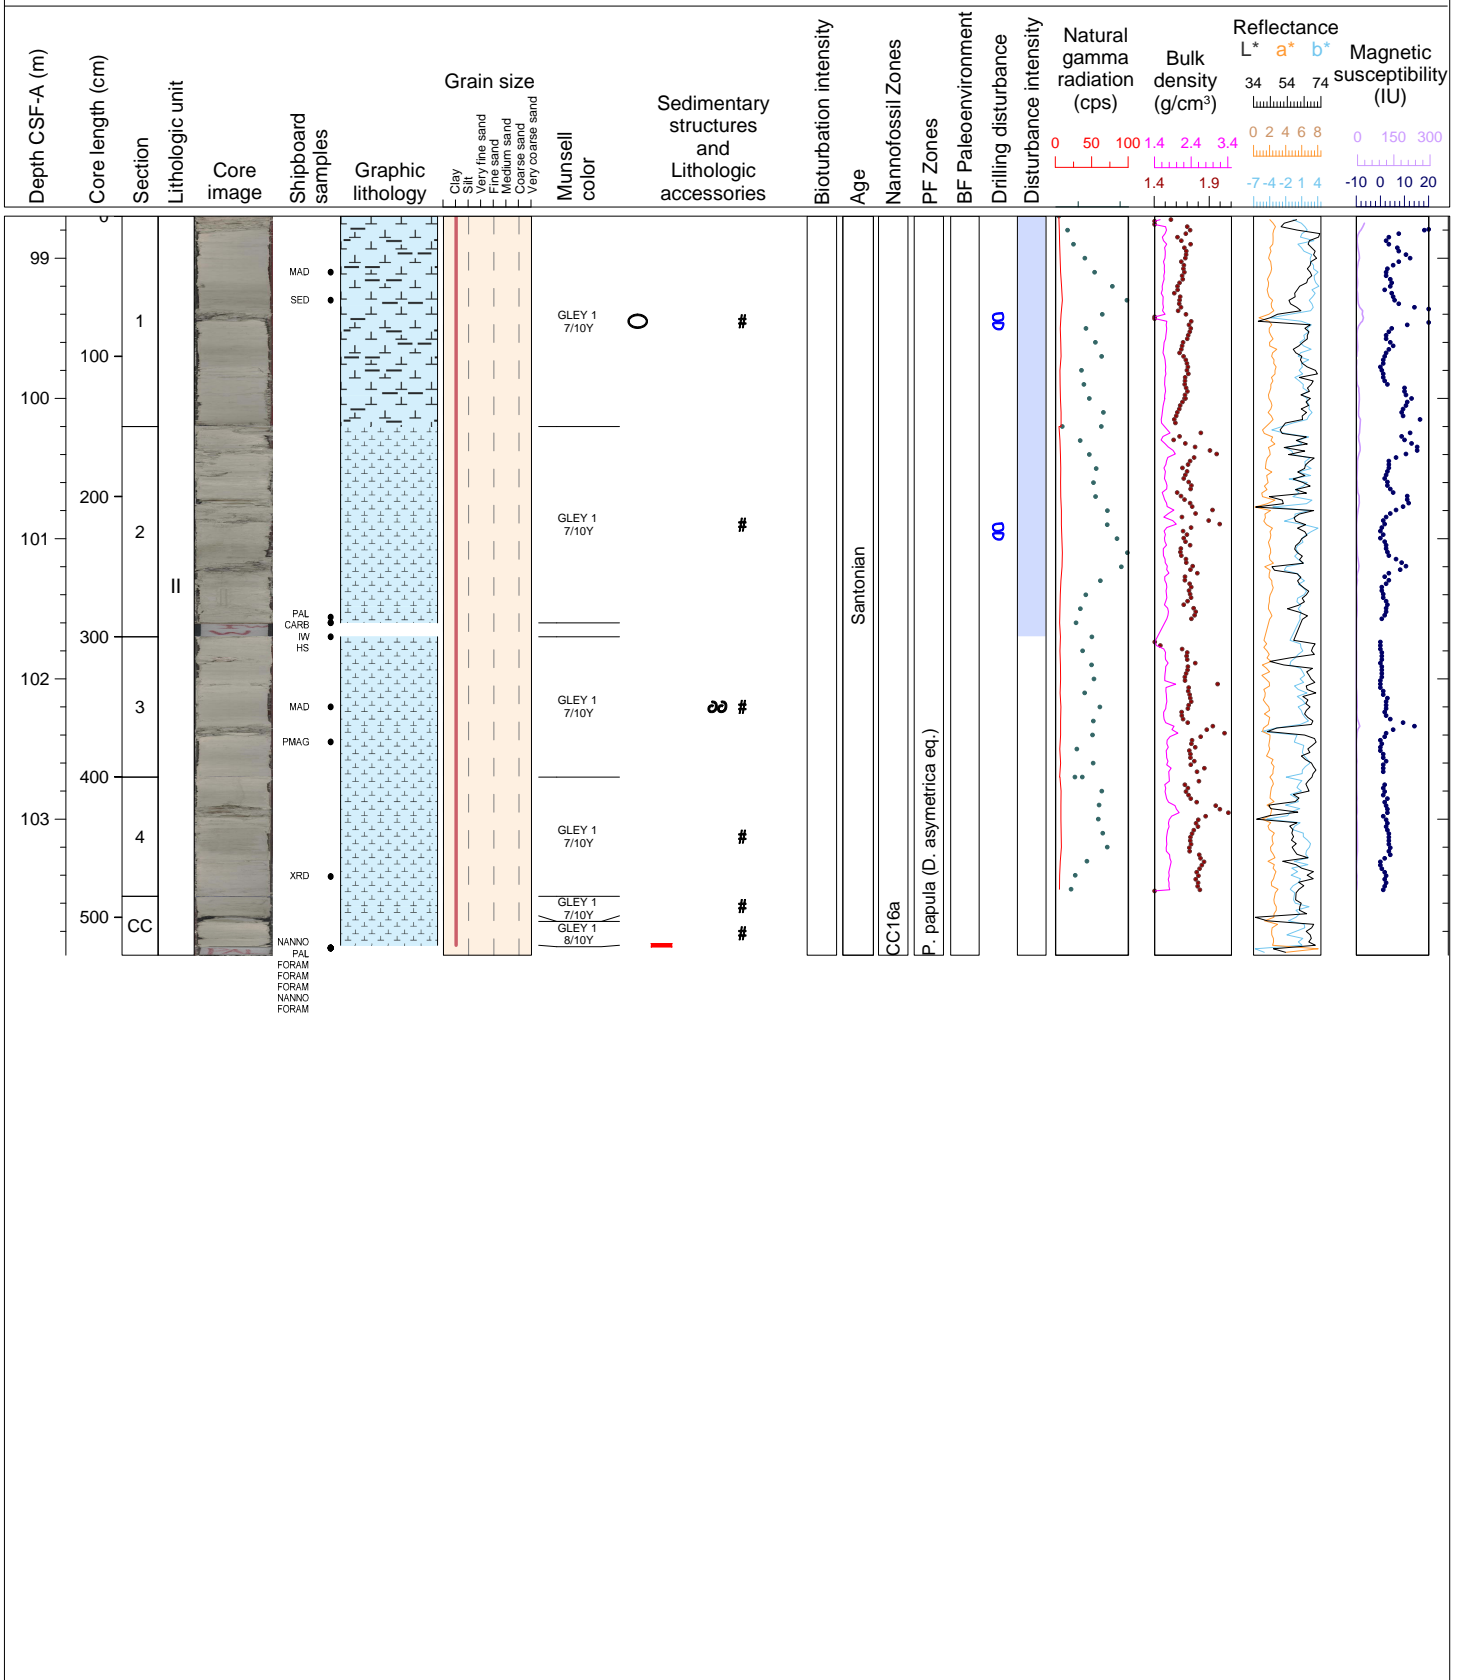 Depth CSF-A (m)
Core length (cm)
Section
Lithologic unit
Core
image
Shipboard
samples
Graphic
lithology
Grain size
Clay
Silt
Very fine sand
Fine sand
Medium sand
Coarse sand
Very coarse sand
Munsell
color
Sedimentary
structures
and
Lithologic
accessories
Bioturbation intensity
Age
Nannofossil Zones
PF Zones
BF Paleoenvironment
Drilling disturbance
Disturbance intensity
Natural
gamma
radiation
(cps)
0 50 100
Bulk
density
(g/cm³)
1.4 2.4 3.4
1.4 1.9
Reflectance
L* a* b*
34 54 74
0 2 4 6 8
-7 -4 -2 1 4
Magnetic
susceptibility
(IU)
0 150 300
-10 0 10 20
0
99
MAD
SED
1
GLEY 1
7/10Y
#
100
100
200
101
2
GLEY 1
7/10Y
#
II
Santonian
PAL
CARB
IW
HS
300
102
3
MAD
GLEY 1
7/10Y
#
PMAG
400
103
4
GLEY 1
7/10Y
#
XRD
500
CC
GLEY 1
7/10Y
#
GLEY 1
8/10Y
#
CC16a
P. papula (D. asymetrica eq.)
NANNO
PAL
FORAM
FORAM
FORAM
NANNO
FORAM